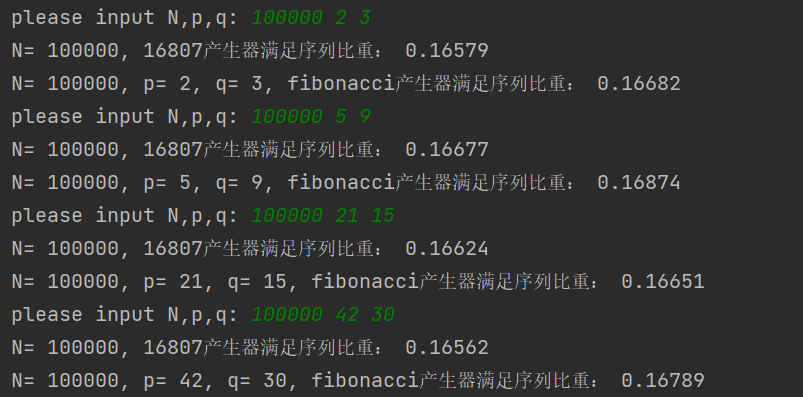 please input N,p,q: 100000 2 3
N= 100000, 16807产生器满足序列比重： 0.16579
N= 100000, p= 2, q= 3, fibonacci产生器满足序列比重： 0.16682
please input N,p,q: 100000 5 9
N= 100000, 16807产生器满足序列比重： 0.16677
N= 100000, p= 5, q= 9, fibonacci产生器满足序列比重： 0.16874
please input N,p,q: 100000 21 15
N= 100000, 16807产生器满足序列比重： 0.16624
N= 100000, p= 21, q= 15, fibonacci产生器满足序列比重： 0.16651
please input N,p,q: 100000 42 30
N= 100000, 16807产生器满足序列比重： 0.16562
N= 100000, p= 42, q= 30, fibonacci产生器满足序列比重： 0.16789